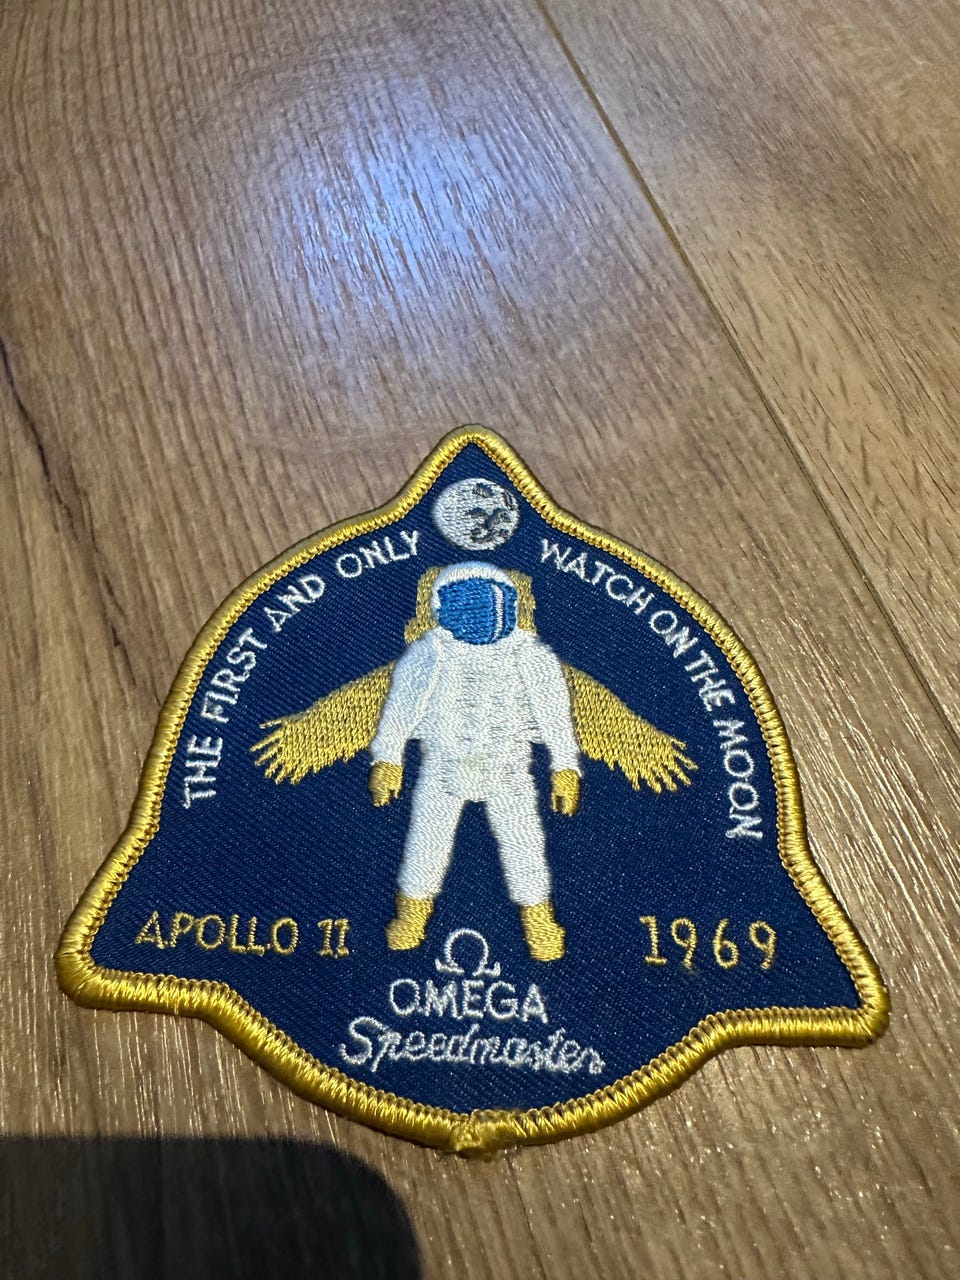 THE FIRST AND ONLY WATCH ON THE MOON
APOLLO 11
1969
Ω
OMEGA
Speedmaster